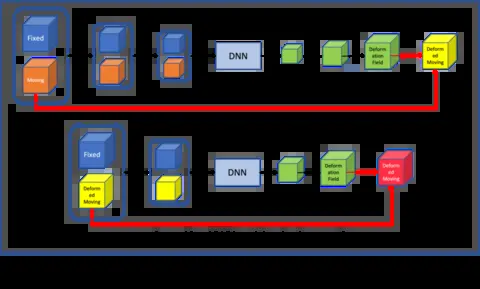 Fixed
Moving
DNN
Deform
ation
Field
Deform
ed
Moving
Fixed
Deform
ed
Moving
DNN
Deform
ation
Field
Deform
ed
Moving